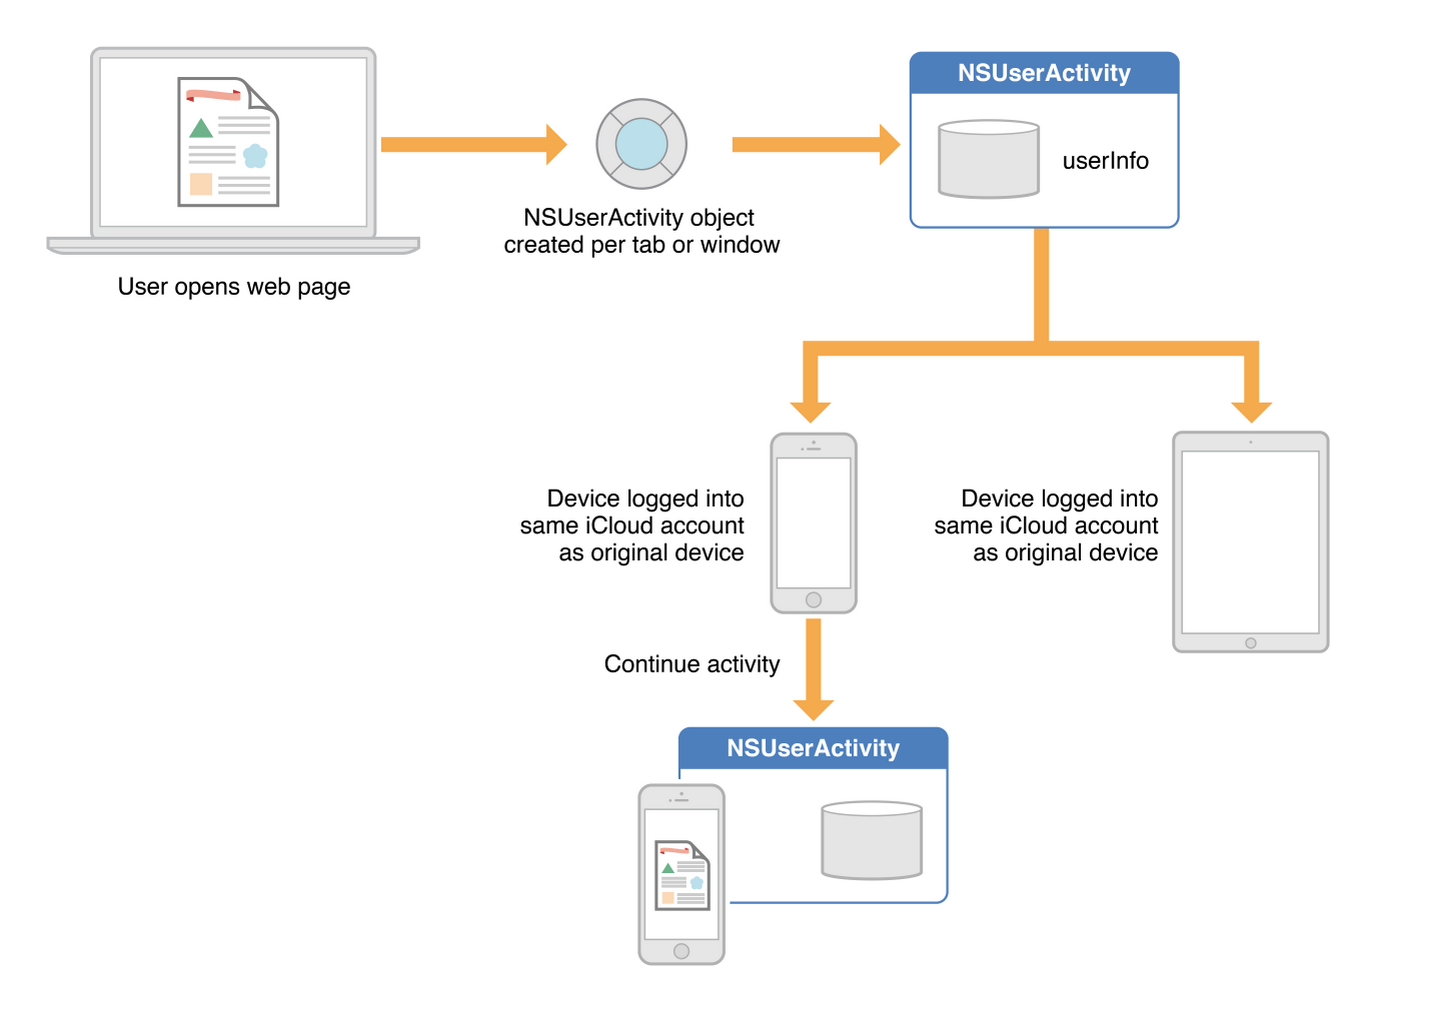 NSUserActivity
userInfo
NSUserActivity object
created per tab or window
User opens web page
Device logged into
same iCloud account
as original device
Device logged into
same iCloud account
as original device
Continue activity
NSUserActivity